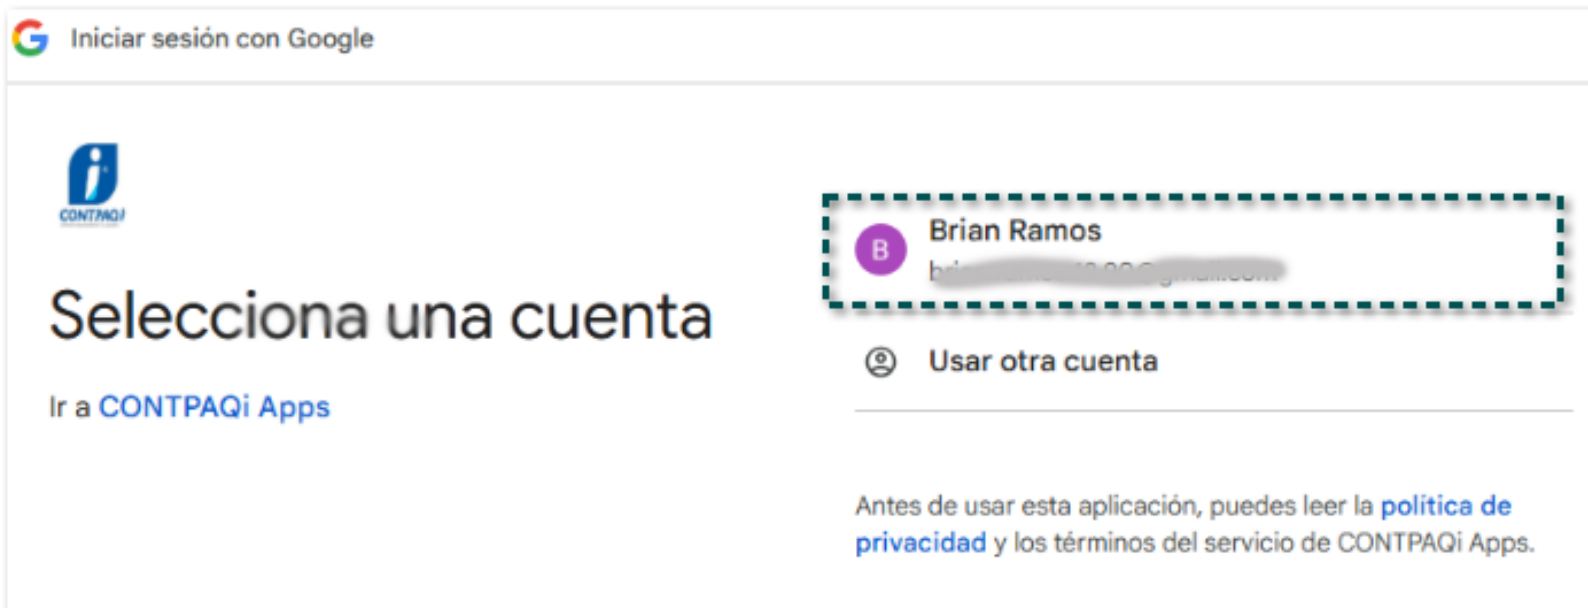 Iniciar sesión con Google
CONTPAQi
Selecciona una cuenta
Ir a CONTPAQi Apps
B
Brian Ramos
Usar otra cuenta
Antes de usar esta aplicación, puedes leer la política de
privacidad y los términos del servicio de CONTPAQi Apps.